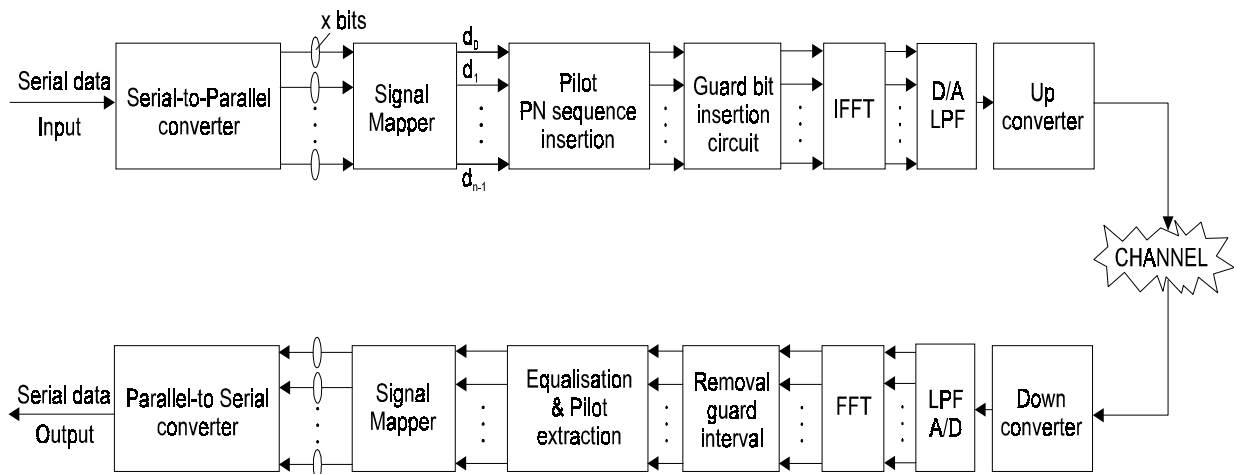 x bits
Serial data
Input
Serial-to-Parallel
converter
Signal
Mapper
d0
d1
dn-1
Pilot
PN sequence
insertion
Guard bit
insertion
circuit
IFFT
D/A
LPF
Up
converter
CHANNEL
Serial data
Output
Parallel-to Serial
converter
Signal
Mapper
Equalisation
& Pilot
extraction
Removal
guard
interval
FFT
LPF
A/D
Down
converter